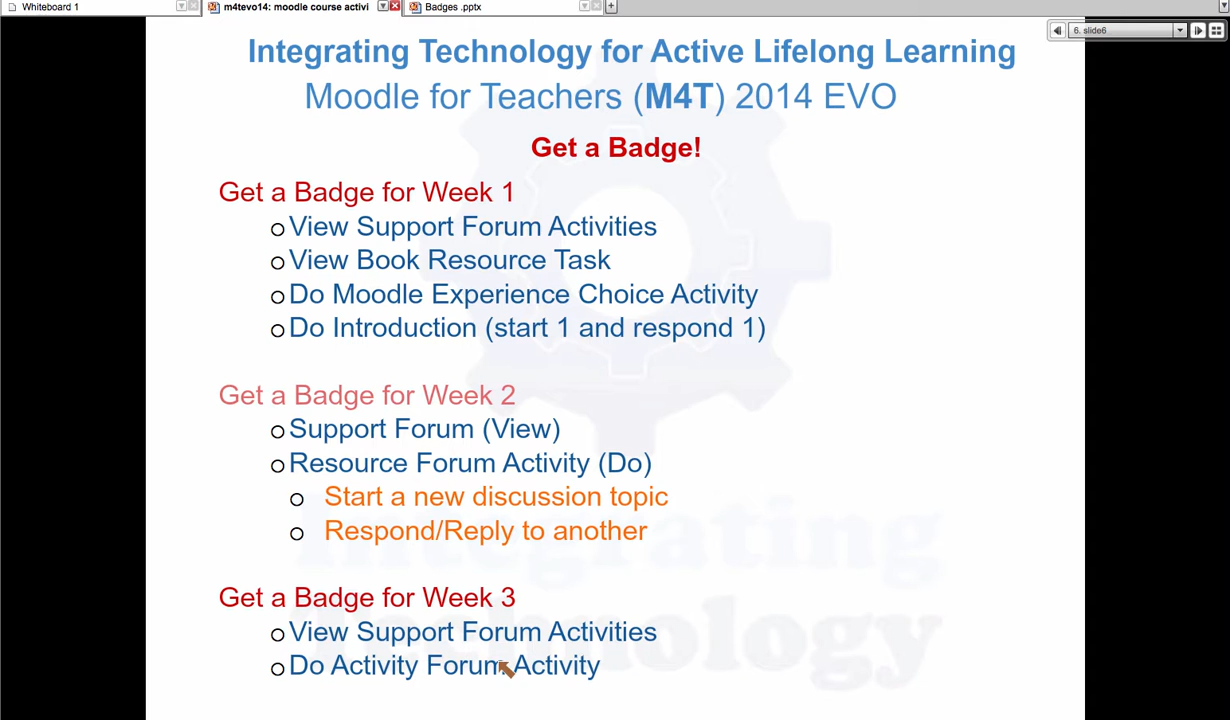 Whiteboard 1
m4tevo14: moodle course activi
Badges .pptx
6. slide6
Integrating Technology for Active Lifelong Learning
Moodle for Teachers (M4T) 2014 EVO
Get a Badge!
Get a Badge for Week 1
View Support Forum Activities
View Book Resource Task
Do Moodle Experience Choice Activity
Do Introduction (start 1 and respond 1)
Get a Badge for Week 2
Support Forum (View)
Resource Forum Activity (Do)
Start a new discussion topic
Respond/Reply to another
Get a Badge for Week 3
View Support Forum Activities
Do Activity Forum Activity
Integrating
Technology